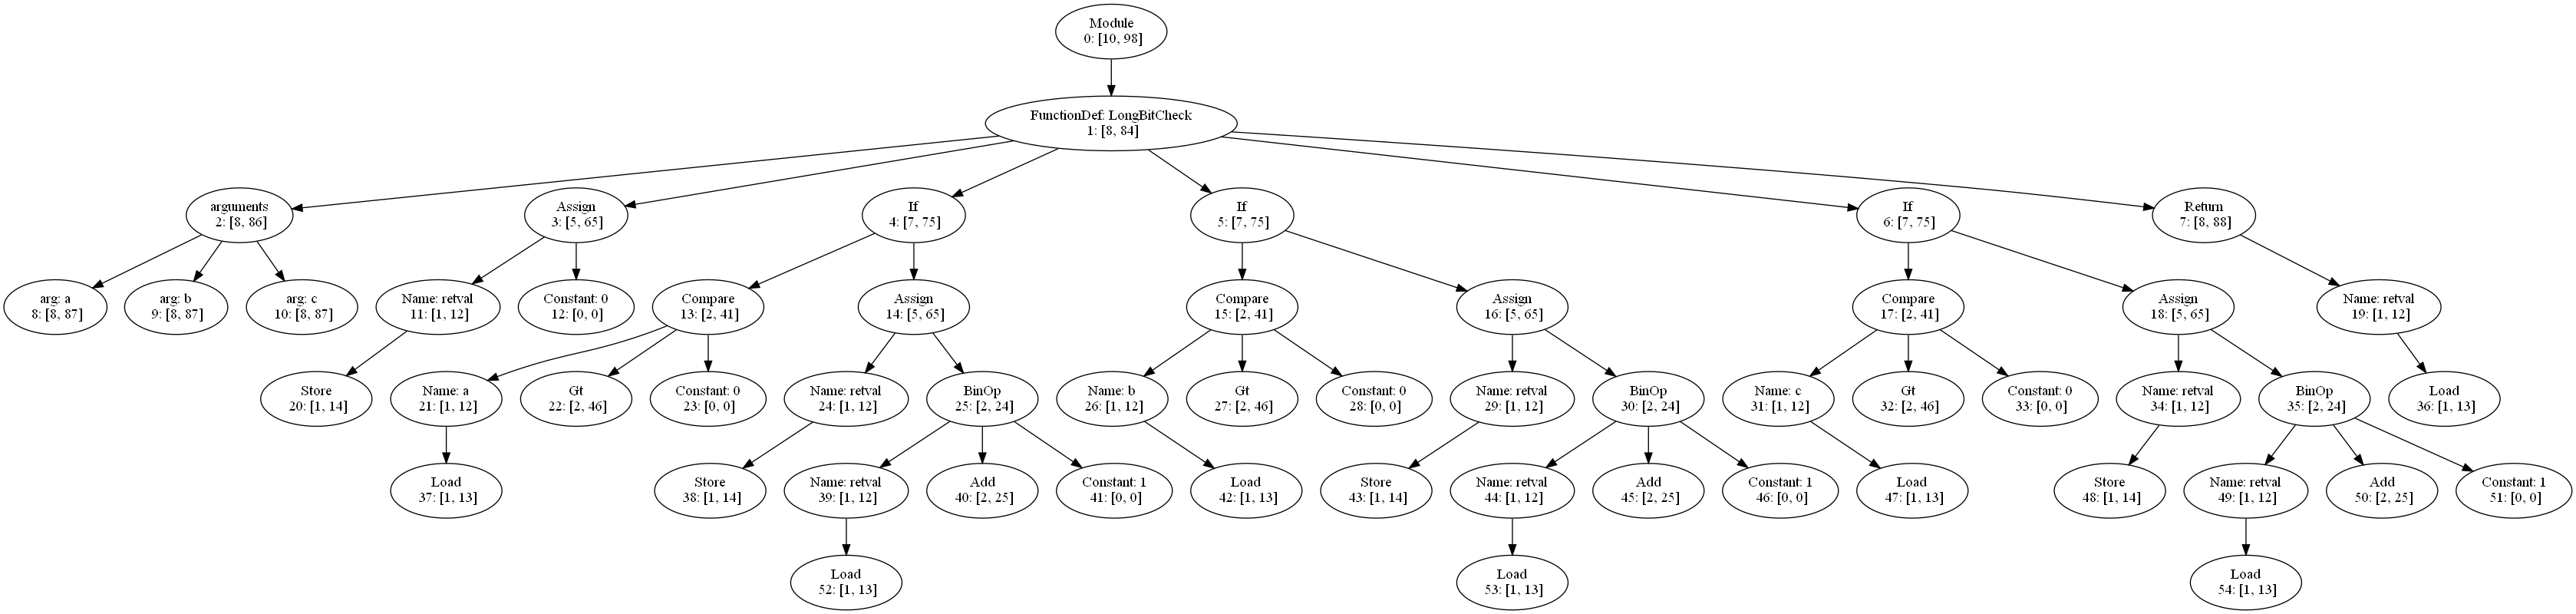 Module
0: [10, 98]
FunctionDef: LongBitCheck
1: [8, 84]
arguments
2: [8, 86]
Assign
3: [5, 65]
If
4: [7, 75]
If
5: [7, 75]
If
6: [7, 75]
Return
7: [8, 88]
arg: a
8: [8, 87]
arg: b
9: [8, 87]
arg: c
10: [8, 87]
Name: retval
11: [1, 12]
Constant: 0
12: [0, 0]
Compare
13: [2, 41]
Assign
14: [5, 65]
Compare
15: [2, 41]
Assign
16: [5, 65]
Compare
17: [2, 41]
Assign
18: [5, 65]
Name: retval
19: [1, 12]
Store
20: [1, 14]
Name: a
21: [1, 12]
Gt
22: [2, 46]
Constant: 0
23: [0, 0]
Name: retval
24: [1, 12]
BinOp
25: [2, 24]
Name: b
26: [1, 12]
Gt
27: [2, 46]
Constant: 0
28: [0, 0]
Name: retval
29: [1, 12]
BinOp
30: [2, 24]
Name: c
31: [1, 12]
Gt
32: [2, 46]
Constant: 0
33: [0, 0]
Name: retval
34: [1, 12]
BinOp
35: [2, 24]
Load
36: [1, 13]
Load
37: [1, 13]
Store
38: [1, 14]
Name: retval
39: [1, 12]
Add
40: [2, 25]
Constant: 1
41: [0, 0]
Load
42: [1, 13]
Store
43: [1, 14]
Name: retval
44: [1, 12]
Add
45: [2, 25]
Constant: 1
46: [0, 0]
Load
47: [1, 13]
Store
48: [1, 14]
Name: retval
49: [1, 12]
Add
50: [2, 25]
Constant: 1
51: [0, 0]
Load
52: [1, 13]
Load
53: [1, 13]
Load
54: [1, 13]